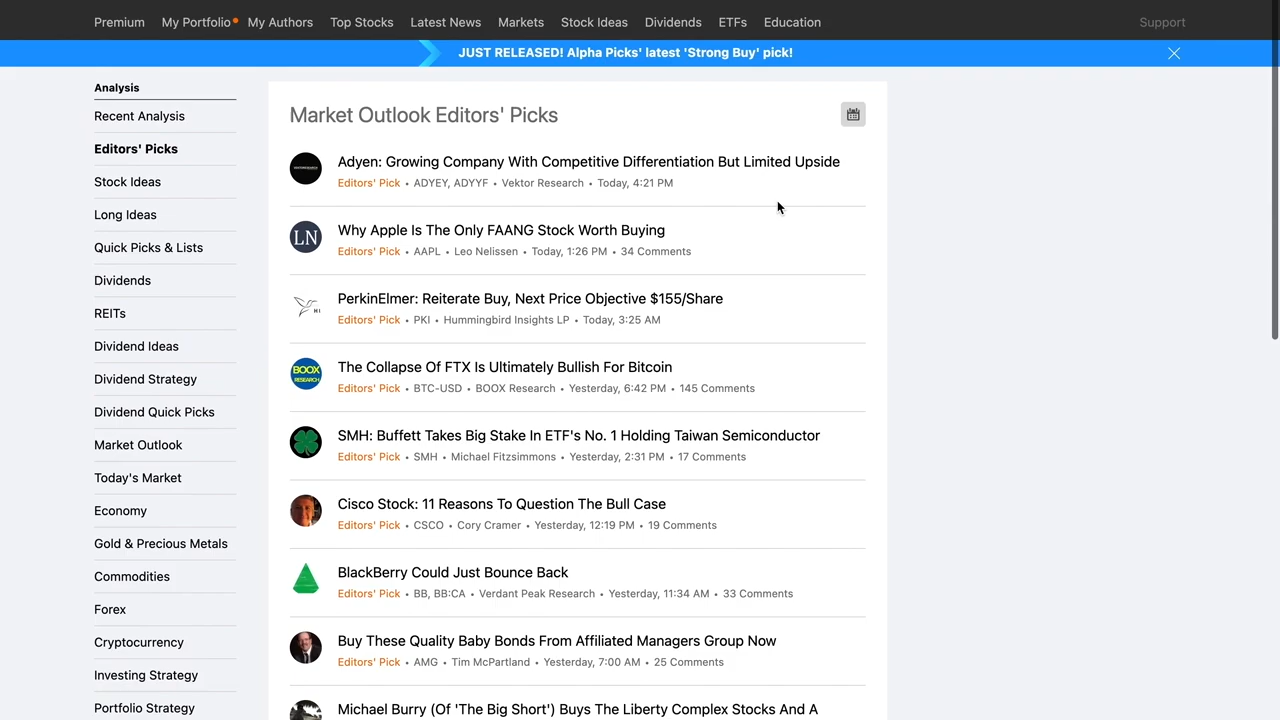 Premium My Portfolio My Authors Top Stocks Latest News Markets Stock Ideas Dividends ETFs Education Support
JUST RELEASED! Alpha Picks' latest 'Strong Buy' pick!
Analysis
Recent Analysis
Editors' Picks
Stock Ideas
Long Ideas
Quick Picks & Lists
Dividends
REITs
Dividend Ideas
Dividend Strategy
Dividend Quick Picks
Market Outlook
Today's Market
Economy
Gold & Precious Metals
Commodities
Forex
Cryptocurrency
Investing Strategy
Portfolio Strategy
Market Outlook Editors' Picks
Adyen: Growing Company With Competitive Differentiation But Limited Upside
Editors' Pick • ADYEY, ADYYF • Vektor Research • Today, 4:21 PM
LN
Why Apple Is The Only FAANG Stock Worth Buying
Editors' Pick • AAPL • Leo Nelissen • Today, 1:26 PM • 34 Comments
HI
PerkinElmer: Reiterate Buy, Next Price Objective $155/Share
Editors' Pick • PKI • Hummingbird Insights LP • Today, 3:25 AM
BOOX
RESEARCH
The Collapse Of FTX Is Ultimately Bullish For Bitcoin
Editors' Pick • BTC-USD • BOOX Research • Yesterday, 6:42 PM • 145 Comments
SMH: Buffett Takes Big Stake In ETF's No. 1 Holding Taiwan Semiconductor
Editors' Pick • SMH • Michael Fitzsimmons • Yesterday, 2:31 PM • 17 Comments
Cisco Stock: 11 Reasons To Question The Bull Case
Editors' Pick • CSCO • Cory Cramer • Yesterday, 12:19 PM • 19 Comments
BlackBerry Could Just Bounce Back
Editors' Pick • BB, BB:CA • Verdant Peak Research • Yesterday, 11:34 AM • 33 Comments
Buy These Quality Baby Bonds From Affiliated Managers Group Now
Editors' Pick • AMG • Tim McPartland • Yesterday, 7:00 AM • 25 Comments
Michael Burry (Of 'The Big Short') Buys The Liberty Complex Stocks And A